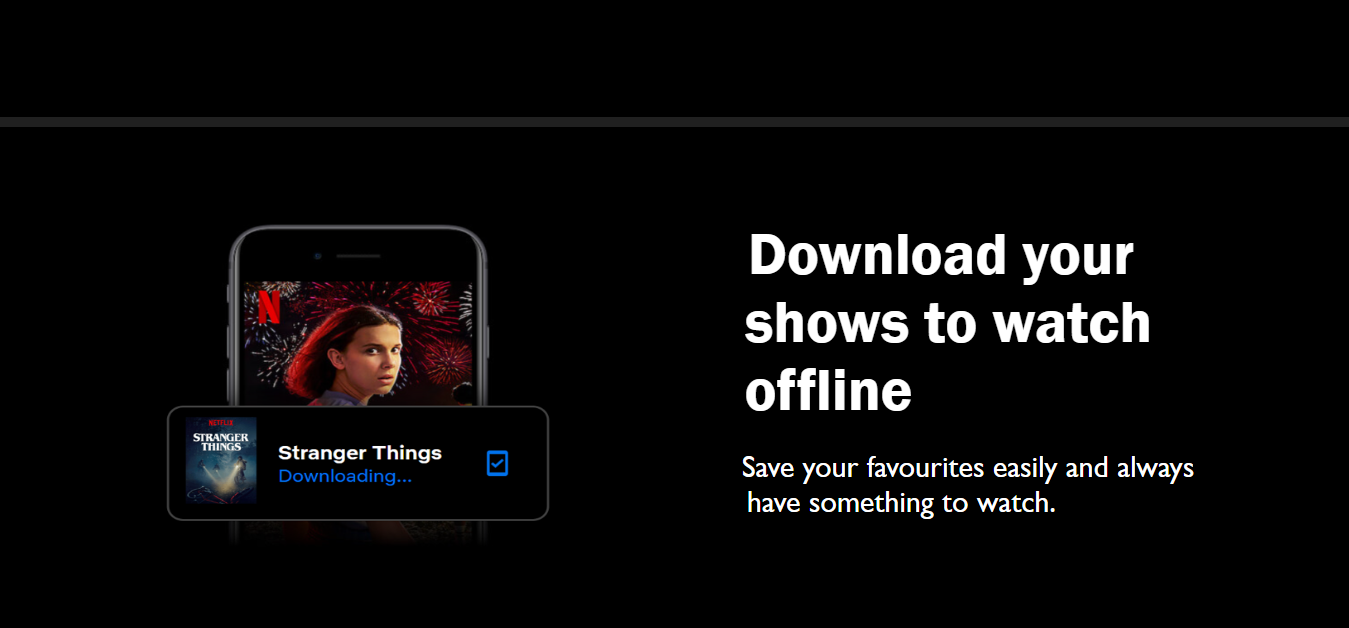 N
NETFLIX
STRANGER
THINGS
Stranger Things
Downloading...
Download your
shows to watch
offline
Save your favourites easily and always
have something to watch.